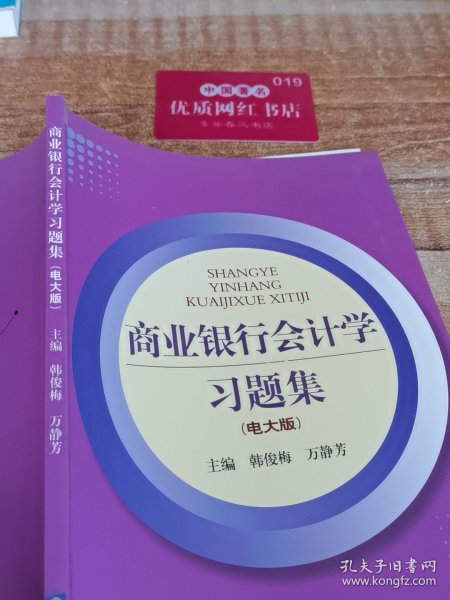 中国著名
019
优质网红书店
SHANGYE
YINHANG
KUAIJIXUE XITIJI
商业银行会计学
习题集
(电大版)
主编 韩俊梅 万静芳
商业银行会计学习题集(电大版) 主编 韩俊梅 万静芳
孔夫子旧书网
www.kongfz.com